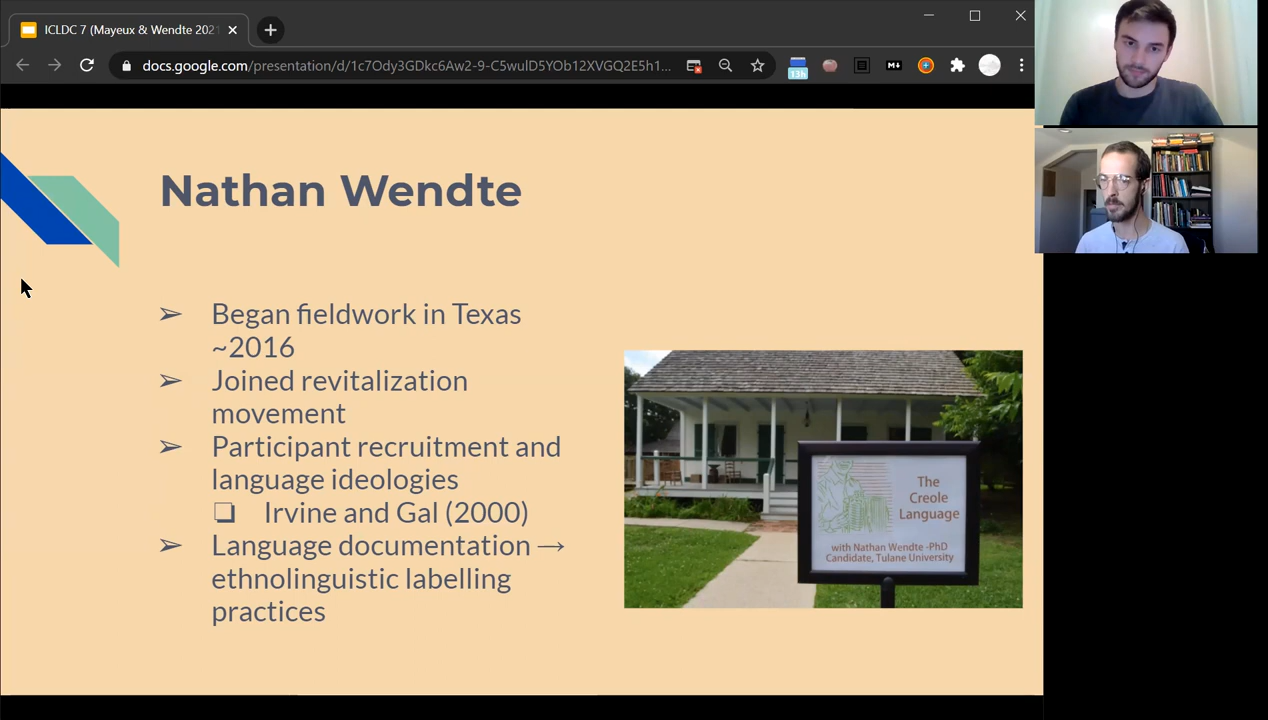 ICLDC 7 (Mayeux & Wendte 2021
docs.google.com/presentation/d/1c7Ody3GDkc6Aw2-9-C5wulD5YOb12XVGQ2E5h1...
13h
M
Nathan Wendte
➢ Began fieldwork in Texas
~2016
➢ Joined revitalization
movement
➢ Participant recruitment and
language ideologies
❏ Irvine and Gal (2000)
➢ Language documentation →
ethnolinguistic labelling
practices
The
Creole
Language
with Nathan Wendte -PhD
Candidate, Tulane University